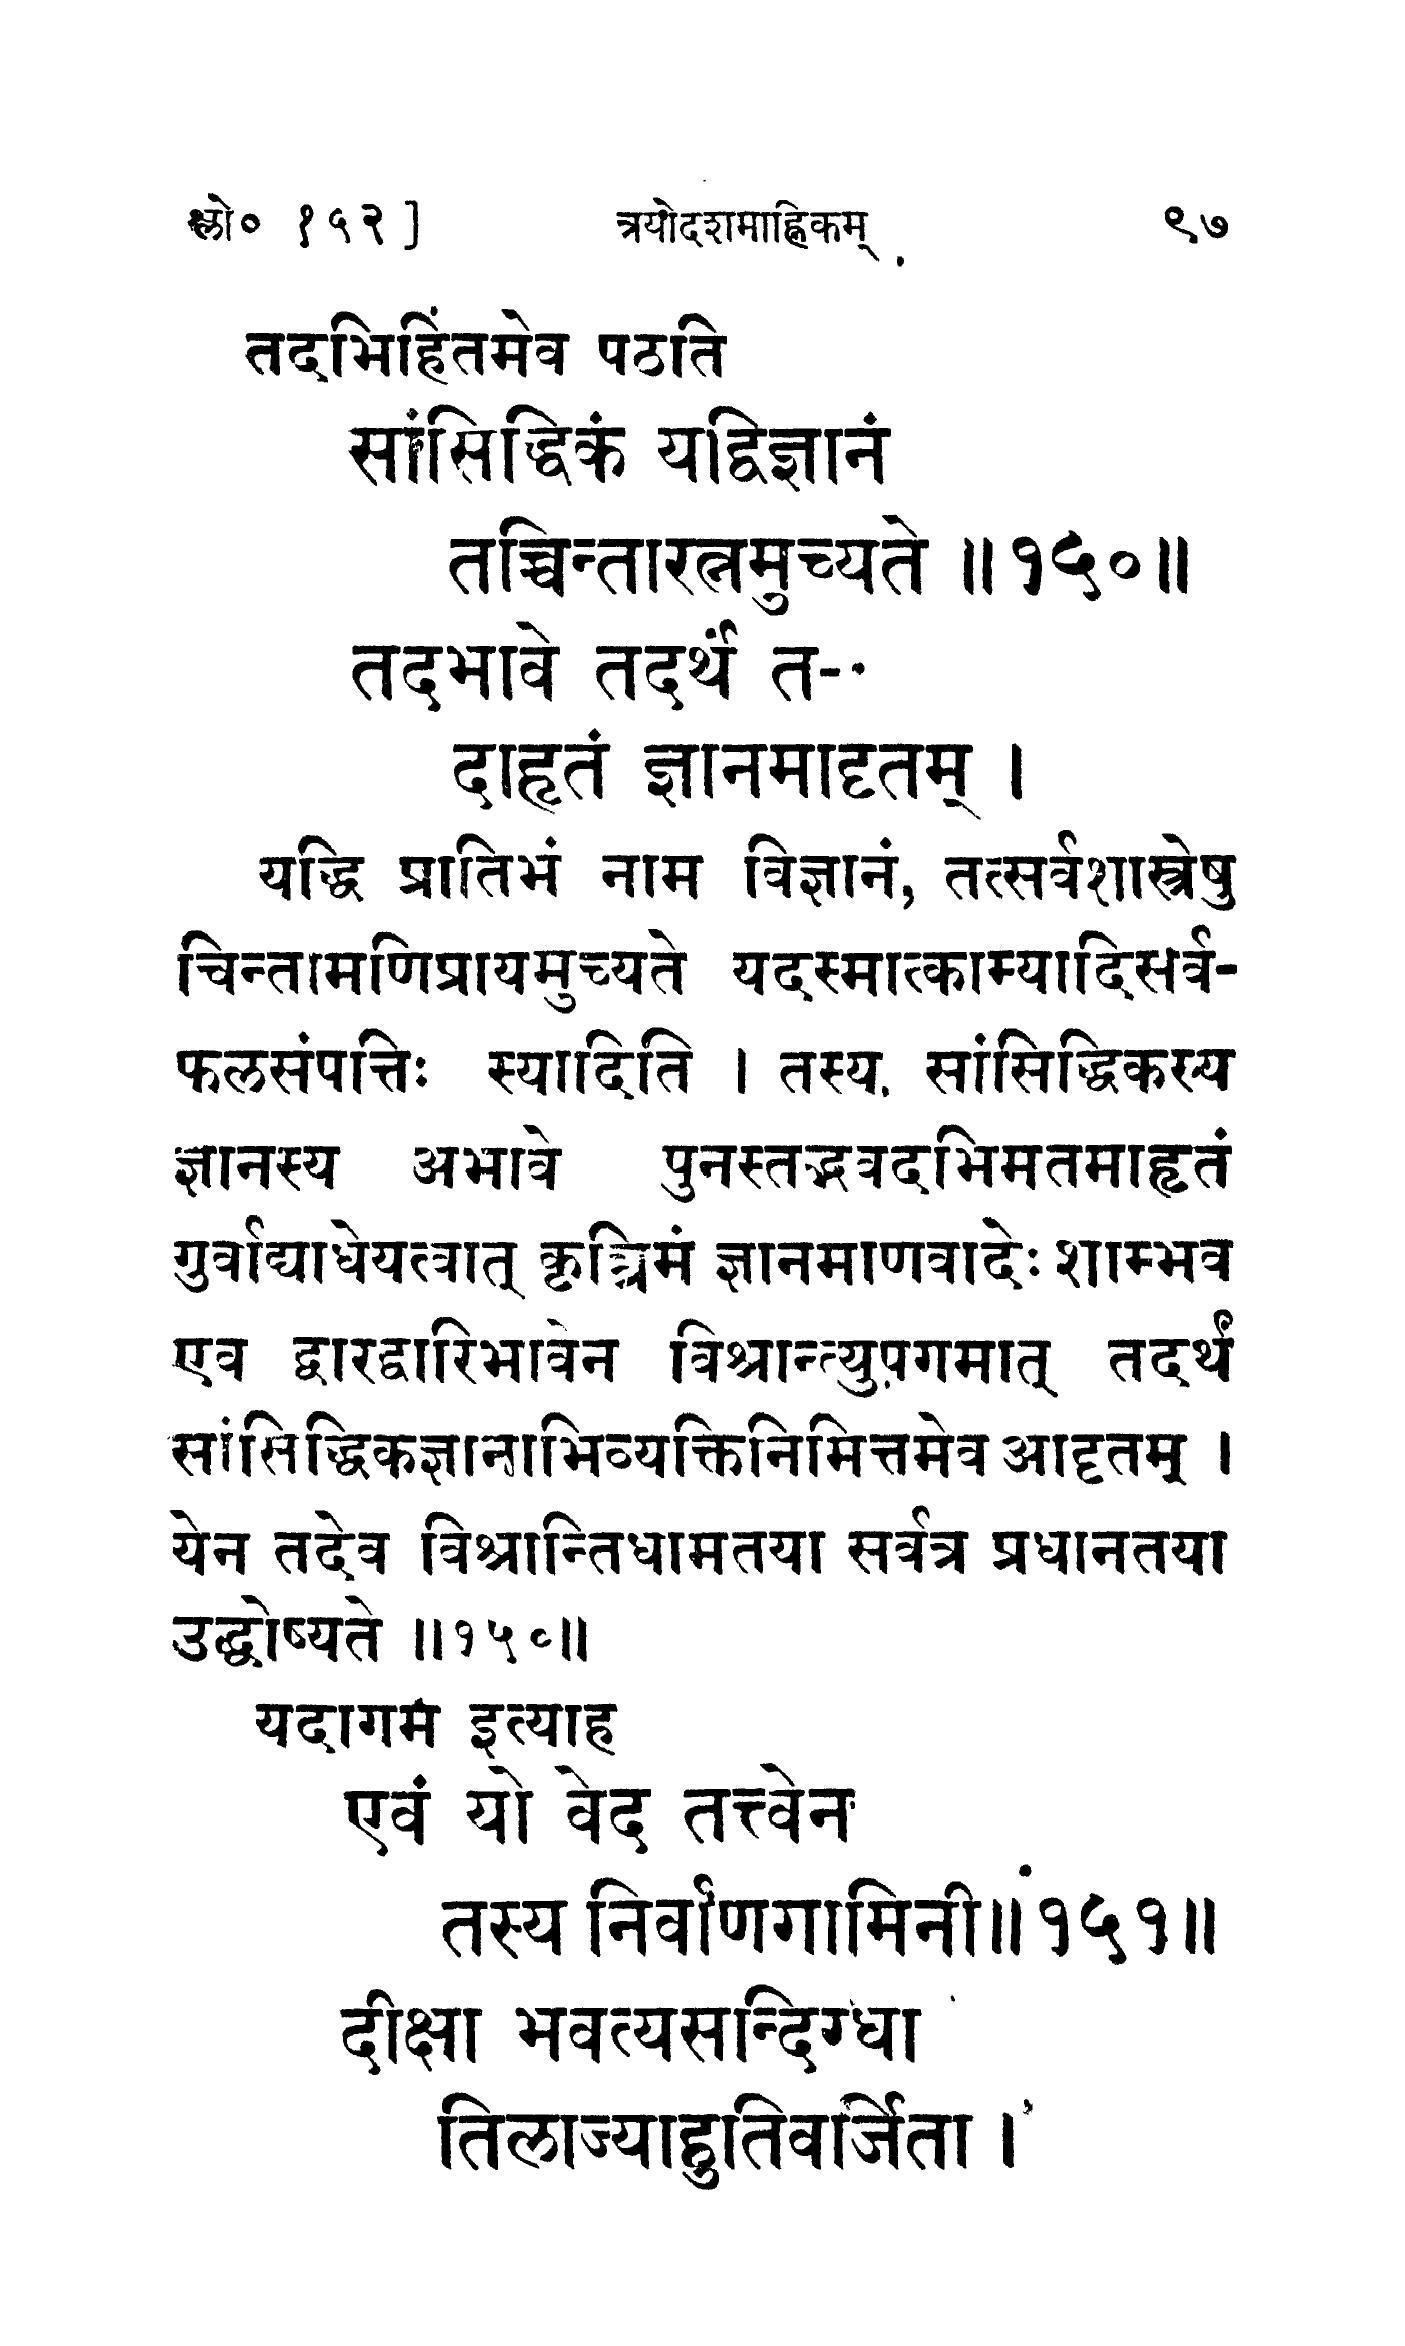 श्लो० १५२]
त्रयोदशमाह्निकम्
९७
तदभिहितमेव पठति
सांसिद्धिकं यद्विज्ञानं
तच्चिन्तारत्नमुच्यते ॥१५०॥
तदभावे तदर्थं त-
दाहृतं ज्ञानमादृतम् ।
यद्धि प्रातिभं नाम विज्ञानं, तत्सर्वशास्त्रेषु
चिन्तामणिप्रायमुच्यते यदस्मात्काम्यादिसर्व-
फलसंपत्तिः स्यादिति । तस्य सांसिद्धिकस्य
ज्ञानस्य अभावे पुनस्तद्भवदभिमतमाहृतं
गुर्वाद्याधेयत्वात् कृत्रिमं ज्ञानमाणवादेः शाम्भव
एव द्वारद्वारिभावेन विश्रान्त्युपगमात् तदर्थं
सांसिद्धिकज्ञानाभिव्यक्तिनिमित्तमेव आदृतम् ।
येन तदेव विश्रान्तिधामतया सर्वत्र प्रधानतया
उद्घोष्यते ॥१५०॥
यदागम इत्याह
एवं यो वेद तत्त्वेन
तस्य निर्वाणगामिनी॥१५१॥
दीक्षा भवत्यसन्दिग्धा
तिलाज्याहुतिवर्जिता ।